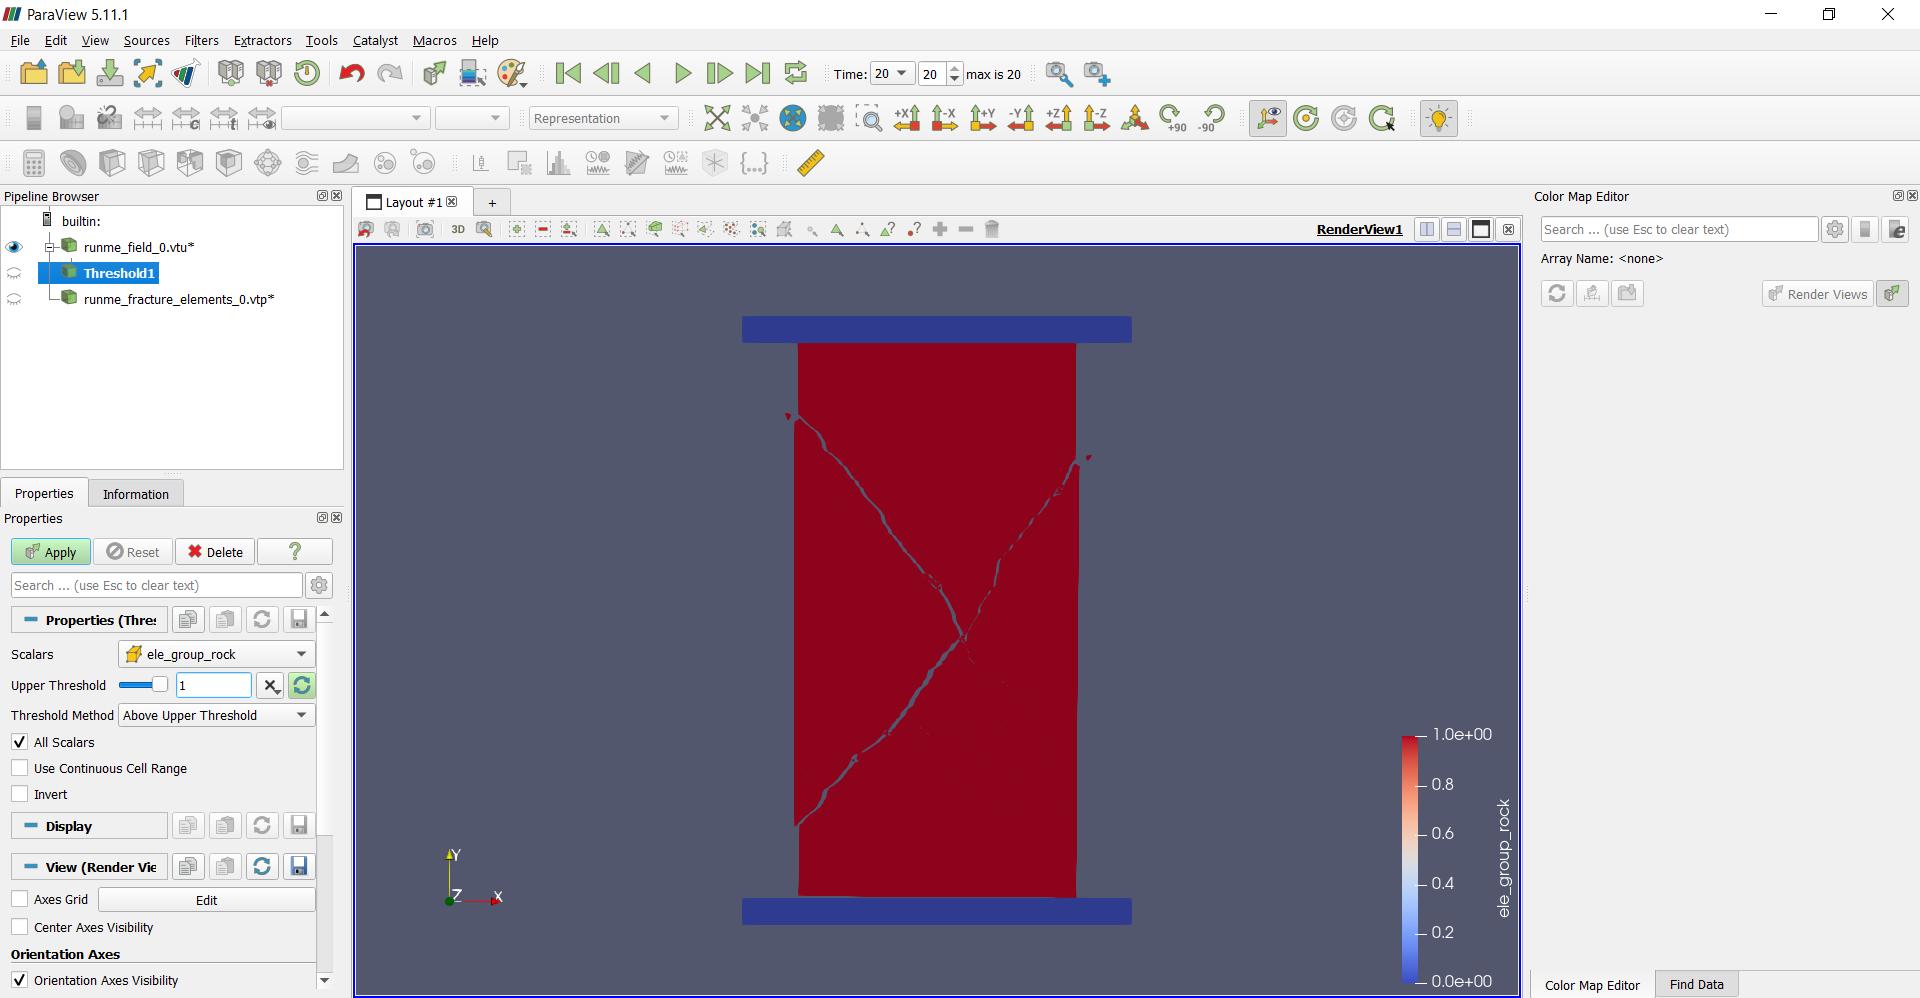 ParaView 5.11.1
File Edit View Sources Filters Extractors Tools Catalyst Macros Help
Time: 20 20 max is 20
Representation +X -X +Y -Y +Z -Z +90 -90
Pipeline Browser
builtin:
runme_field_0.vtu*
Threshold1
runme_fracture_elements_0.vtp*
Properties Information
Properties
Apply Reset Delete ?
Search ... (use Esc to clear text)
Properties (Thres
Scalars ele_group_rock
Upper Threshold 1
Threshold Method Above Upper Threshold
All Scalars
Use Continuous Cell Range
Invert
Display
View (Render Vie
Axes Grid Edit
Center Axes Visibility
Orientation Axes
Orientation Axes Visibility
Layout #1 +
3D RenderView1
Y
Z X
1.0e+00
0.8
0.6
0.4
0.2
0.0e+00
ele_group_rock
Color Map Editor
Search ... (use Esc to clear text)
Array Name: <none>
Render Views
Color Map Editor Find Data